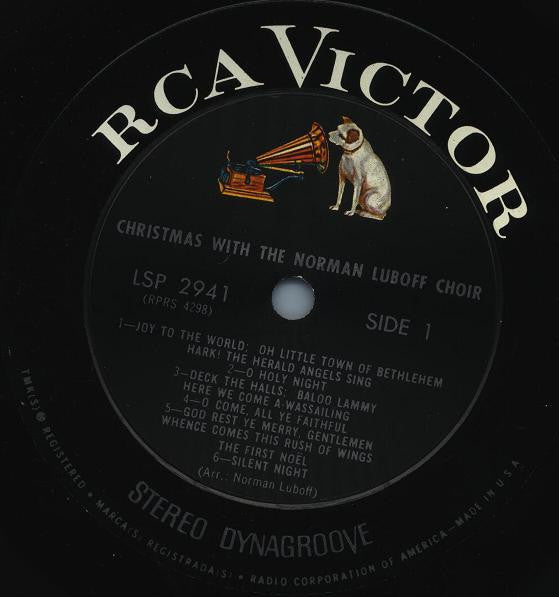 RCA VICTOR
CHRISTMAS WITH THE NORMAN LUBOFF CHOIR
LSP 2941
(RPRS 4298)
SIDE 1
1—JOY TO THE WORLD; OH LITTLE TOWN OF BETHLEHEM
HARK! THE HERALD ANGELS SING
2—O HOLY NIGHT
3—DECK THE HALLS; BALOO LAMMY
HERE WE COME A-WASSAILING
4—O COME, ALL YE FAITHFUL
5—GOD REST YE MERRY, GENTLEMEN
WHENCE COMES THIS RUSH OF WINGS
THE FIRST NOËL
6—SILENT NIGHT
(Arr.: Norman Luboff)
STEREO DYNAGROOVE
TMK(S) ® REGISTERED • MARCA(S) REGISTRADA(S) • RADIO CORPORATION OF AMERICA—MADE IN U.S.A.